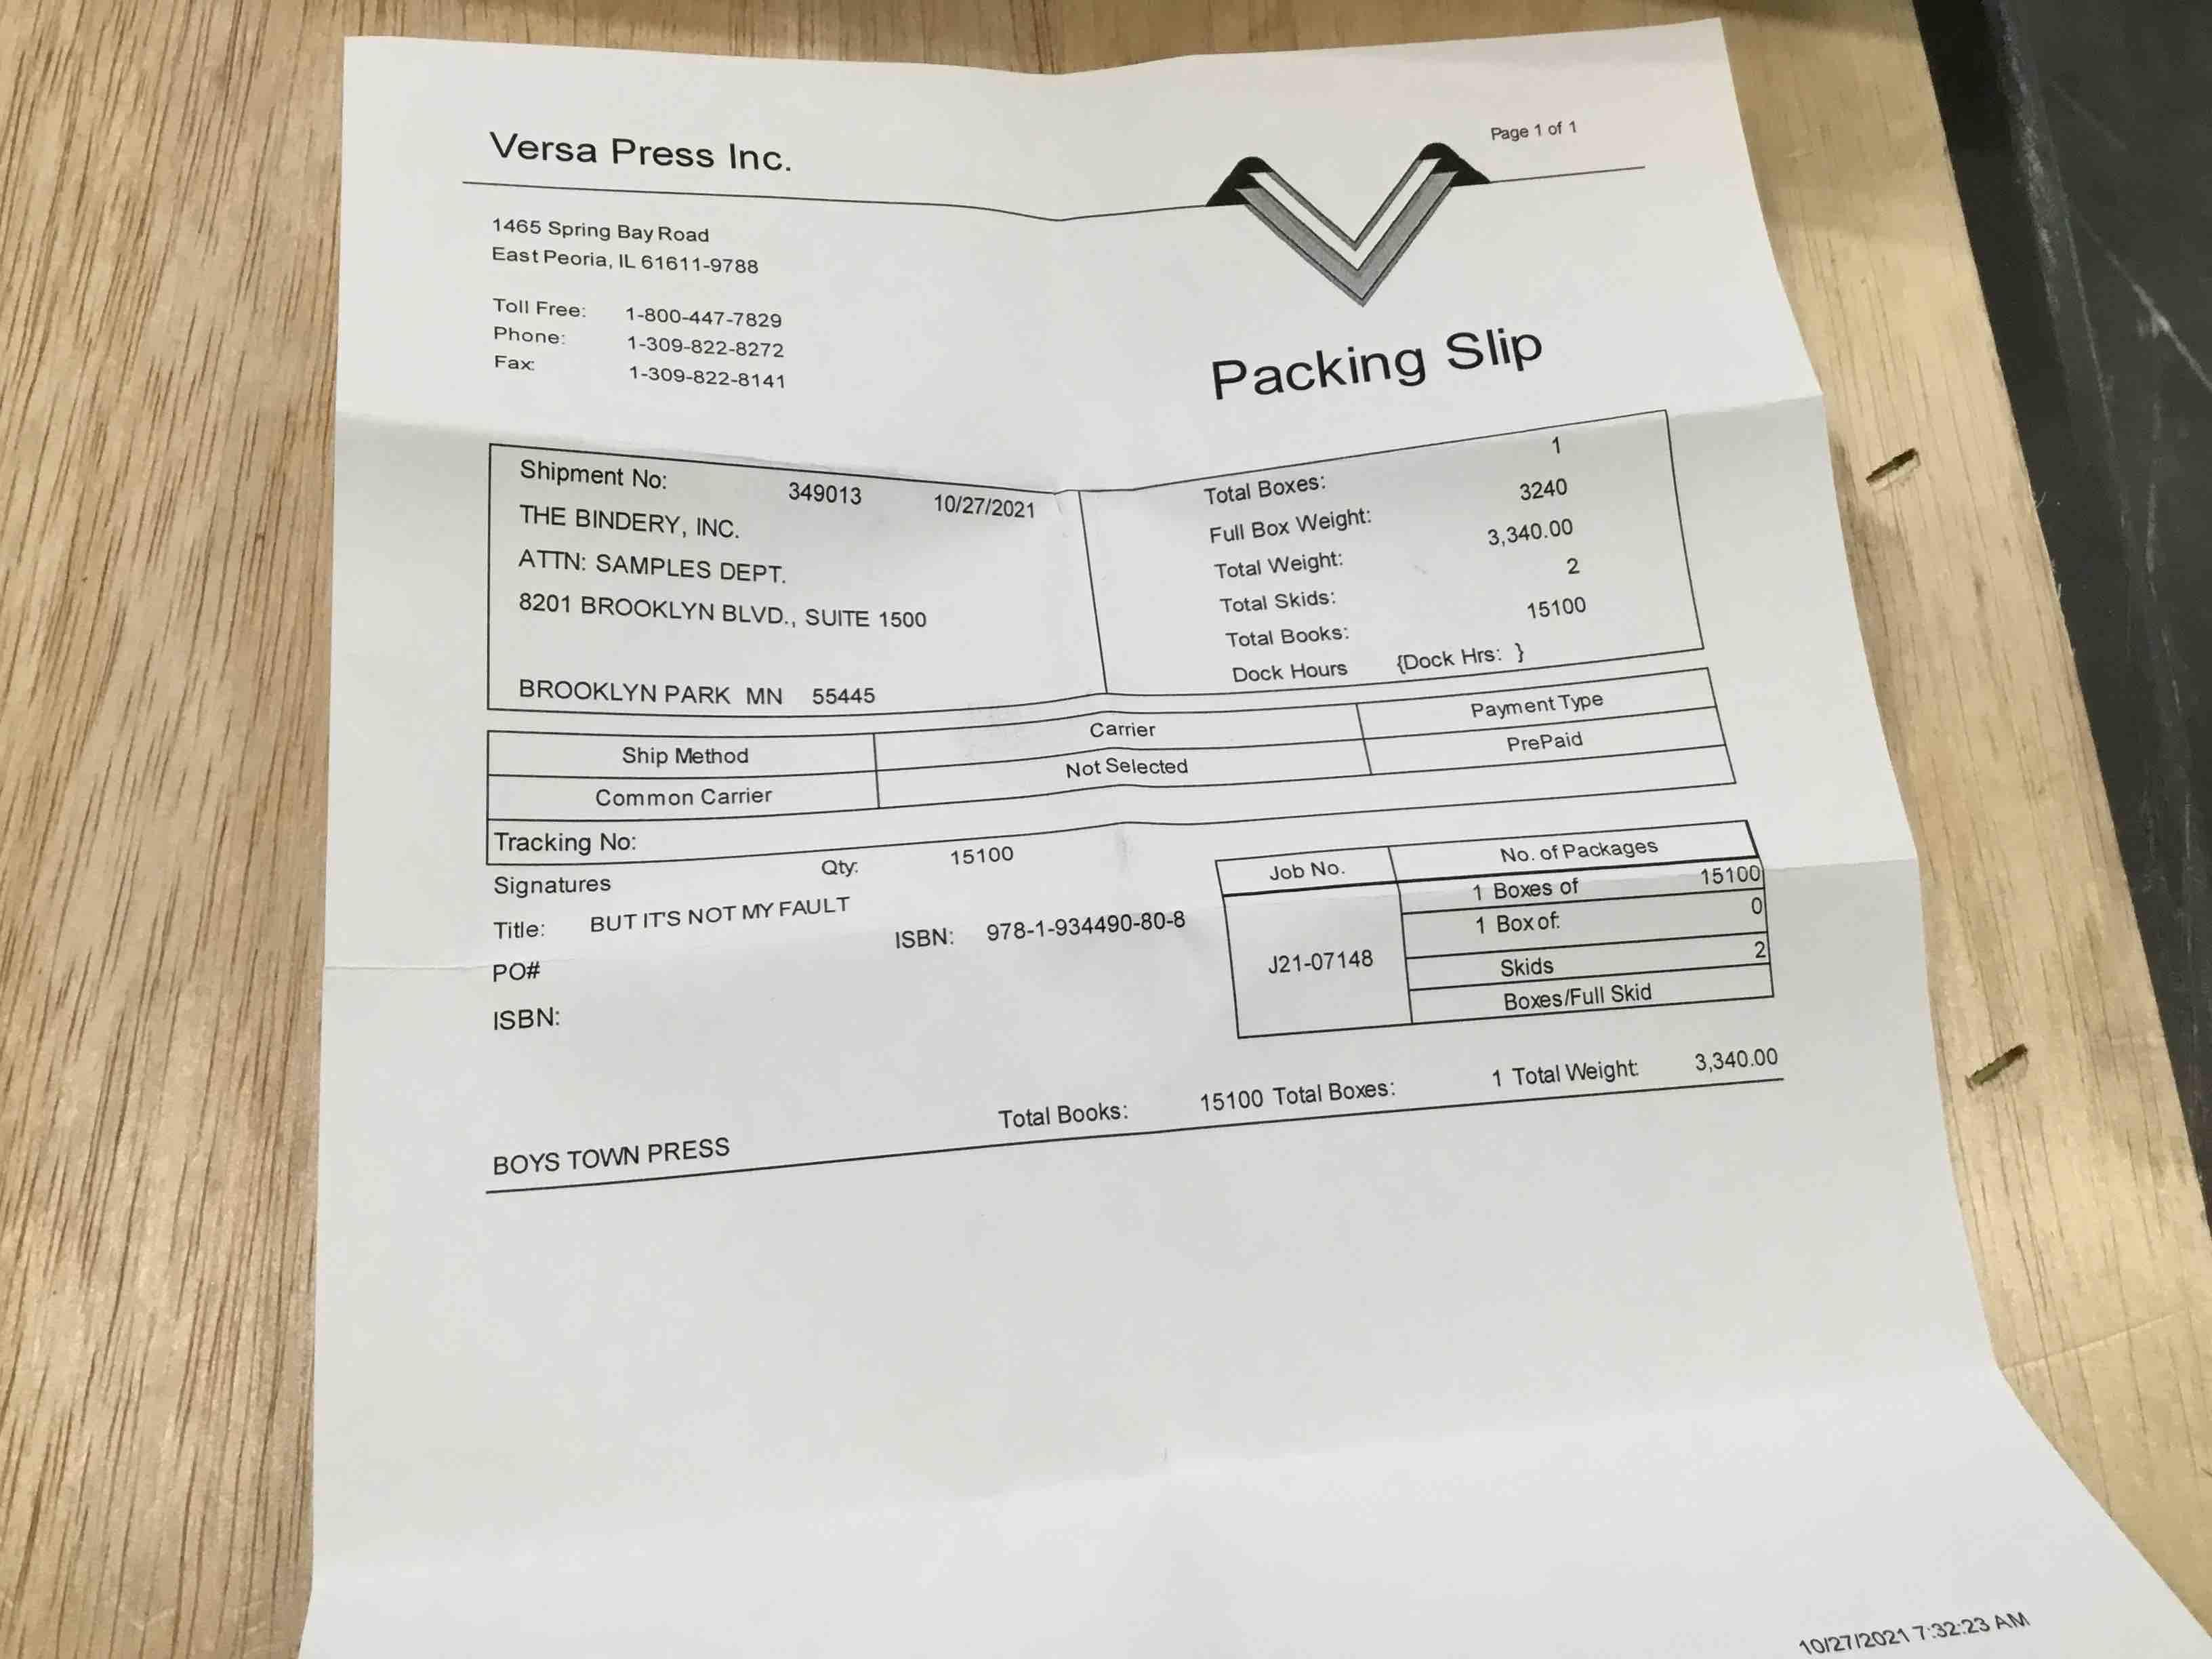 Page 1 of 1
Versa Press Inc.
1465 Spring Bay Road
East Peoria, IL 61611-9788
Toll Free: 1-800-447-7829
Phone: 1-309-822-8272
Fax: 1-309-822-8141
Packing Slip
Shipment No: 349013 10/27/2021
THE BINDERY, INC.
ATTN: SAMPLES DEPT.
8201 BROOKLYN BLVD., SUITE 1500
BROOKLYN PARK MN 55445
Total Boxes: 1
Full Box Weight: 3240
Total Weight: 3,340.00
Total Skids: 2
Total Books: 15100
Dock Hours {Dock Hrs: }
Ship Method Carrier Payment Type
Common Carrier Not Selected PrePaid
Tracking No:
Signatures Qty: 15100
Title: BUT IT'S NOT MY FAULT ISBN: 978-1-934490-80-8
PO#
ISBN:
Job No. No. of Packages
J21-07148
1 Boxes of 15100
1 Box of: 0
Skids 2
Boxes/Full Skid
BOYS TOWN PRESS Total Books: 15100 Total Boxes: 1 Total Weight: 3,340.00
10/27/2021 7:32:23 AM